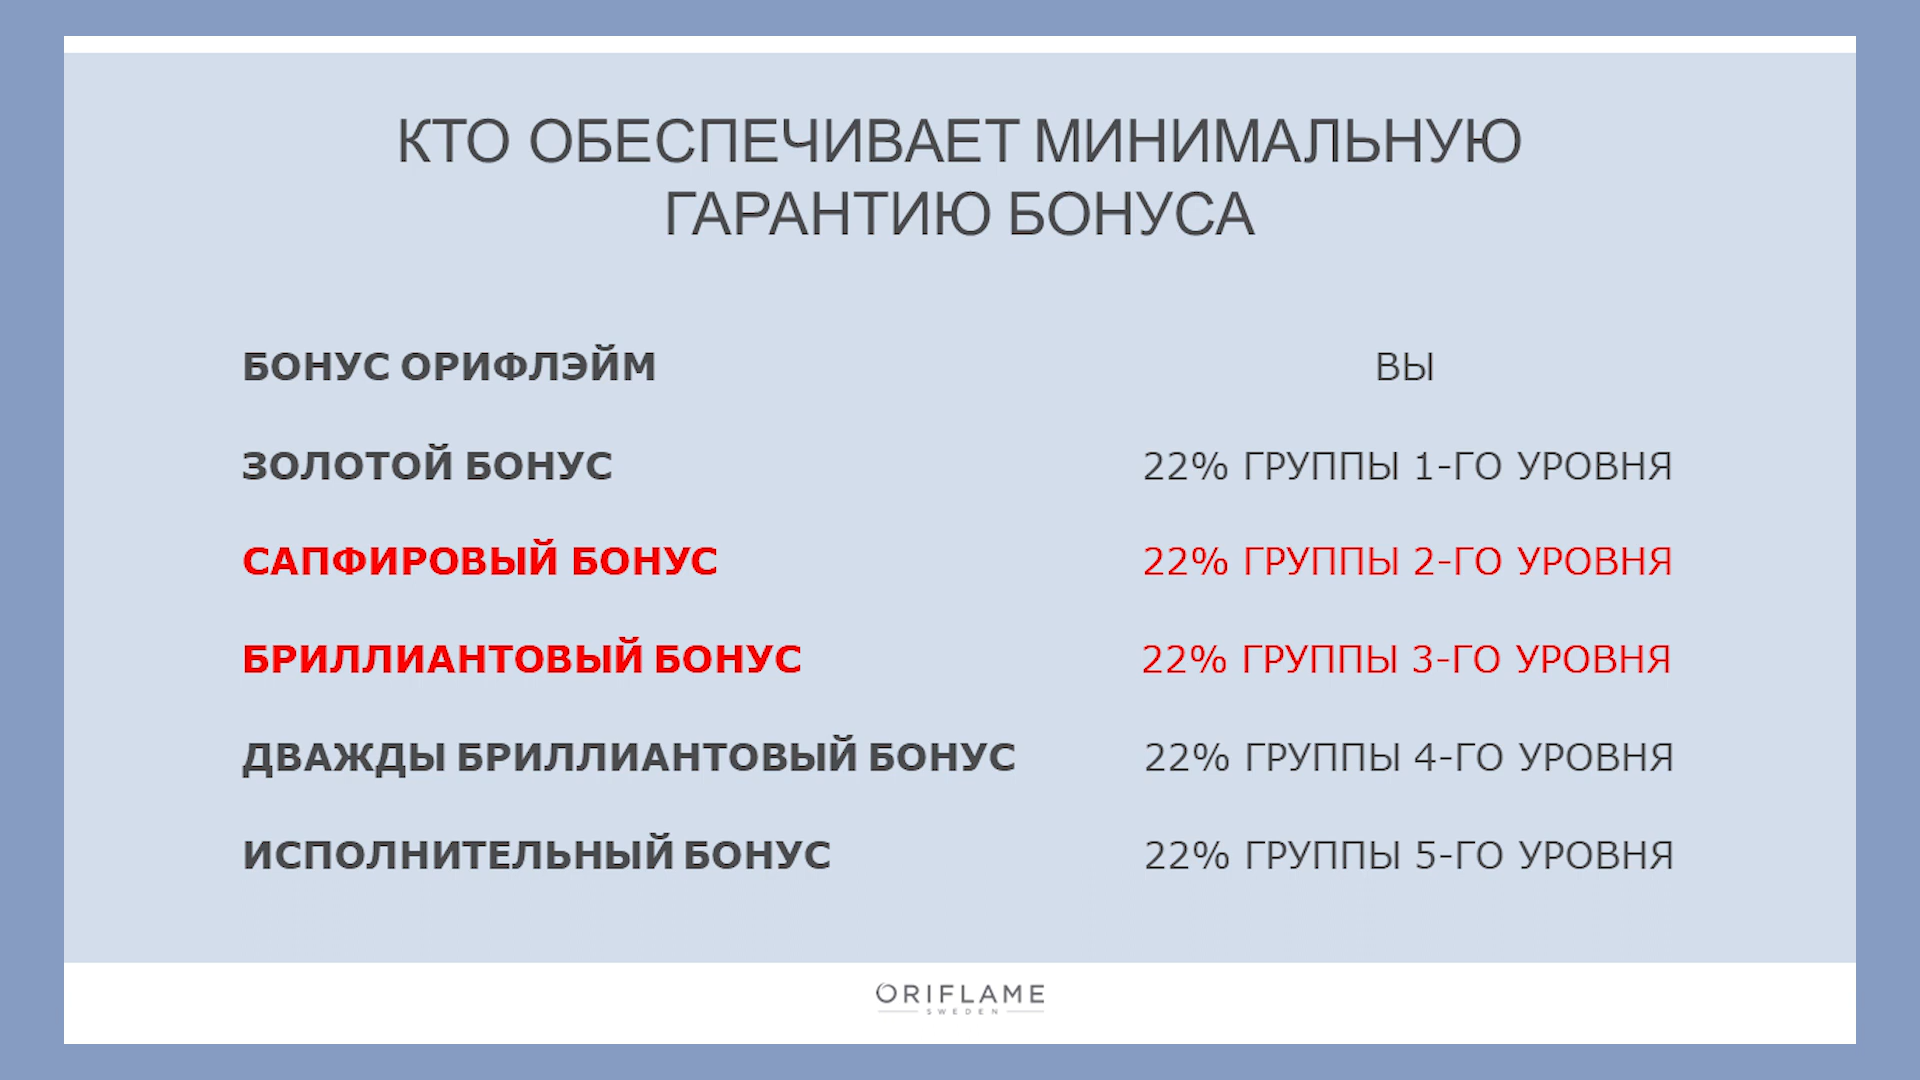 КТО ОБЕСПЕЧИВАЕТ МИНИМАЛЬНУЮ
ГАРАНТИЮ БОНУСА
БОНУС ОРИФЛЭЙМ ВЫ
ЗОЛОТОЙ БОНУС 22% ГРУППЫ 1-ГО УРОВНЯ
САПФИРОВЫЙ БОНУС 22% ГРУППЫ 2-ГО УРОВНЯ
БРИЛЛИАНТОВЫЙ БОНУС 22% ГРУППЫ 3-ГО УРОВНЯ
ДВАЖДЫ БРИЛЛИАНТОВЫЙ БОНУС 22% ГРУППЫ 4-ГО УРОВНЯ
ИСПОЛНИТЕЛЬНЫЙ БОНУС 22% ГРУППЫ 5-ГО УРОВНЯ
ORIFLAME
SWEDEN